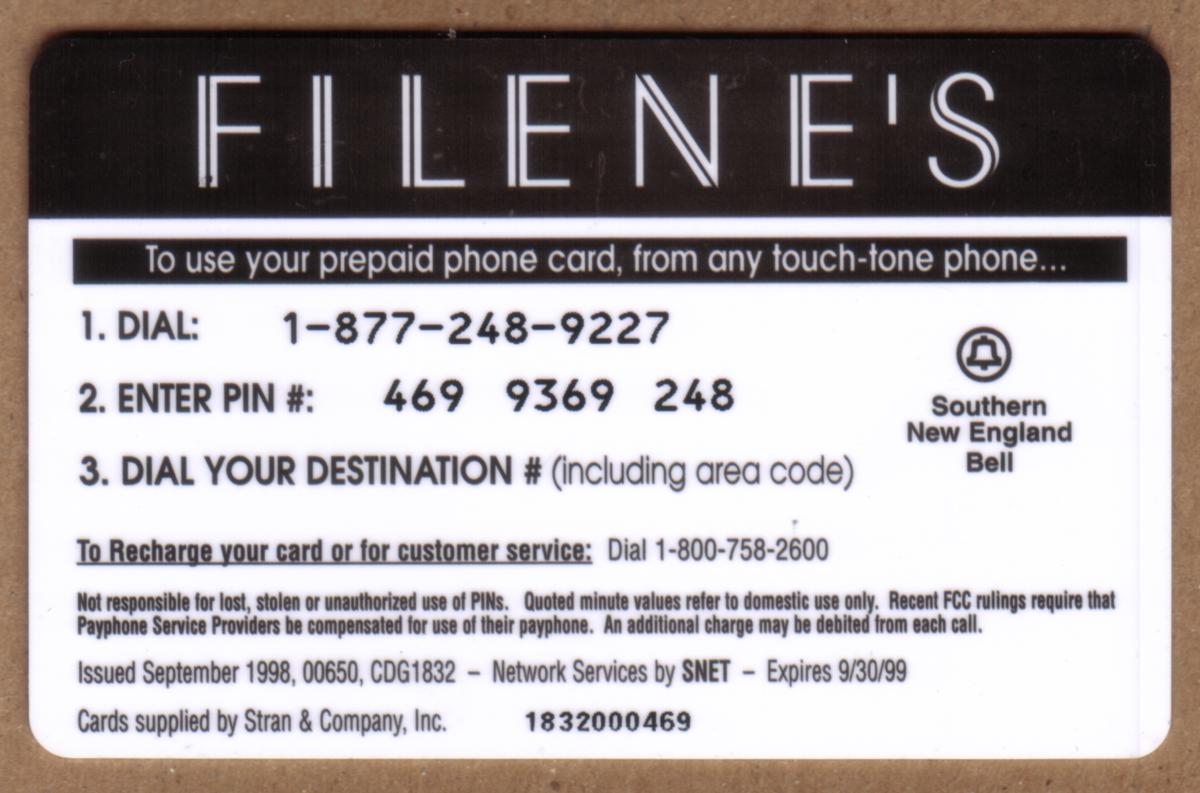 FILENE'S
To use your prepaid phone card, from any touch-tone phone...
1. DIAL: 1-877-248-9227
2. ENTER PIN #: 469 9369 248
3. DIAL YOUR DESTINATION # (including area code)
Southern
New England
Bell
To Recharge your card or for customer service: Dial 1-800-758-2600
Not responsible for lost, stolen or unauthorized use of PINs. Quoted minute values refer to domestic use only. Recent FCC rulings require that
Payphone Service Providers be compensated for use of their payphone. An additional charge may be debited from each call.
Issued September 1998, 00650, CDG1832 – Network Services by SNET – Expires 9/30/99
Cards supplied by Stran & Company, Inc. 1832000469